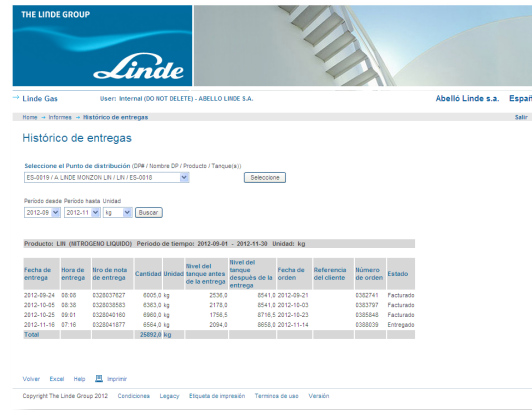 THE LINDE GROUP
Linde
→ Linde Gas User: Internal (DO NOT DELETE) - ABELLO LINDE S.A. Abelló Linde s.a. Españ
Home → Informes → Histórico de entregas Salir
Histórico de entregas
Seleccione el Punto de distribución (DP# / Nombre DP / Producto / Tanque(s))
ES-0019 / A LINDE MONZON LIN / LIN / ES-0018 Seleccione
Período desde Período hasta Unidad
2012-09 2012-11 kg Buscar
Producto: LIN (NITROGENO LIQUIDO) Periodo de tiempo: 2012-09-01 - 2012-11-30 Unidad: kg
Fecha de entrega Hora de entrega Nro de nota de entrega Cantidad Unidad Nivel del tanque antes de la entrega Nivel del tanque después de la entrega Fecha de orden Referencia del cliente Número de orden Estado
2012-09-24 08:08 0328037627 6005,0 kg 2536,0 8541,0 2012-09-21 0382741 Facturado
2012-10-05 08:38 0328038583 6363,0 kg 2178,0 8541,0 2012-10-03 0383797 Facturado
2012-10-25 09:01 0328040160 6960,0 kg 1756,5 8716,5 2012-10-23 0385848 Facturado
2012-11-16 07:16 0328041877 6564,0 kg 2094,0 8658,0 2012-11-14 0388039 Entregado
Total 25892,0 kg
Volver Excel Help Imprimir
Copyright The Linde Group 2012 Condiciones Legacy Etiqueta de impresión Terminos de uso Versión